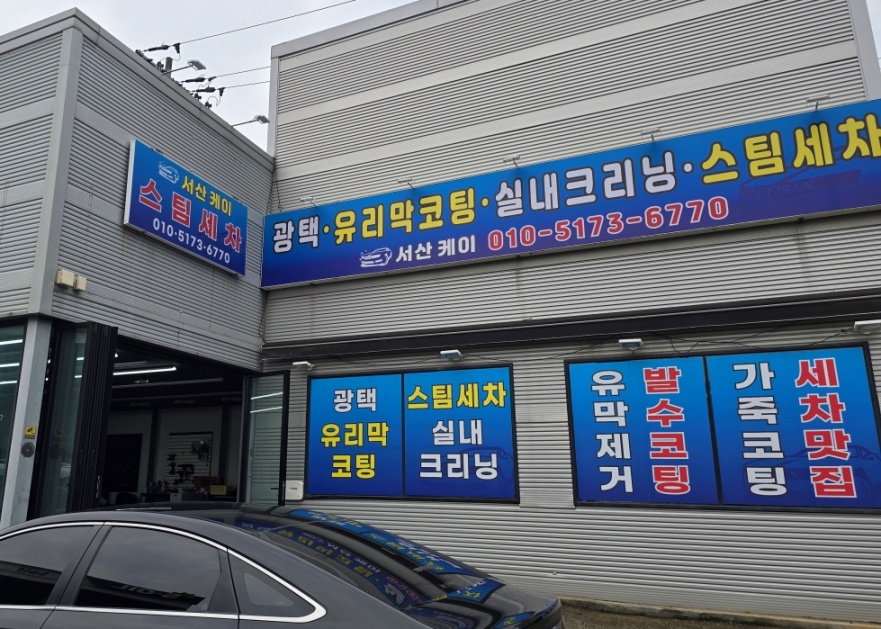 서산 케이
스팀세차
010-5173-6770
광택·유리막코팅·실내크리닝·스팀세차
서산 케이 010-5173-6770
광택
유리막
코팅
스팀세차
실내
크리닝
유막제거
발수코팅
가죽코팅
세차맛집